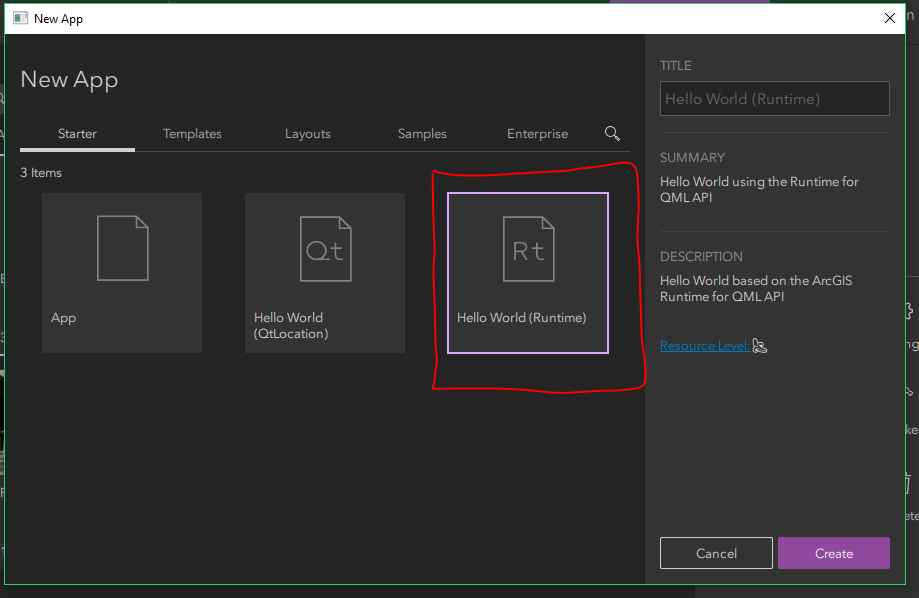 New App
New App
Starter Templates Layouts Samples Enterprise
3 Items
App
Qt
Hello World
(QtLocation)
Rt
Hello World (Runtime)
TITLE
Hello World (Runtime)
SUMMARY
Hello World using the Runtime for
QML API
DESCRIPTION
Hello World based on the ArcGIS
Runtime for QML API
Resource Level:
Cancel Create